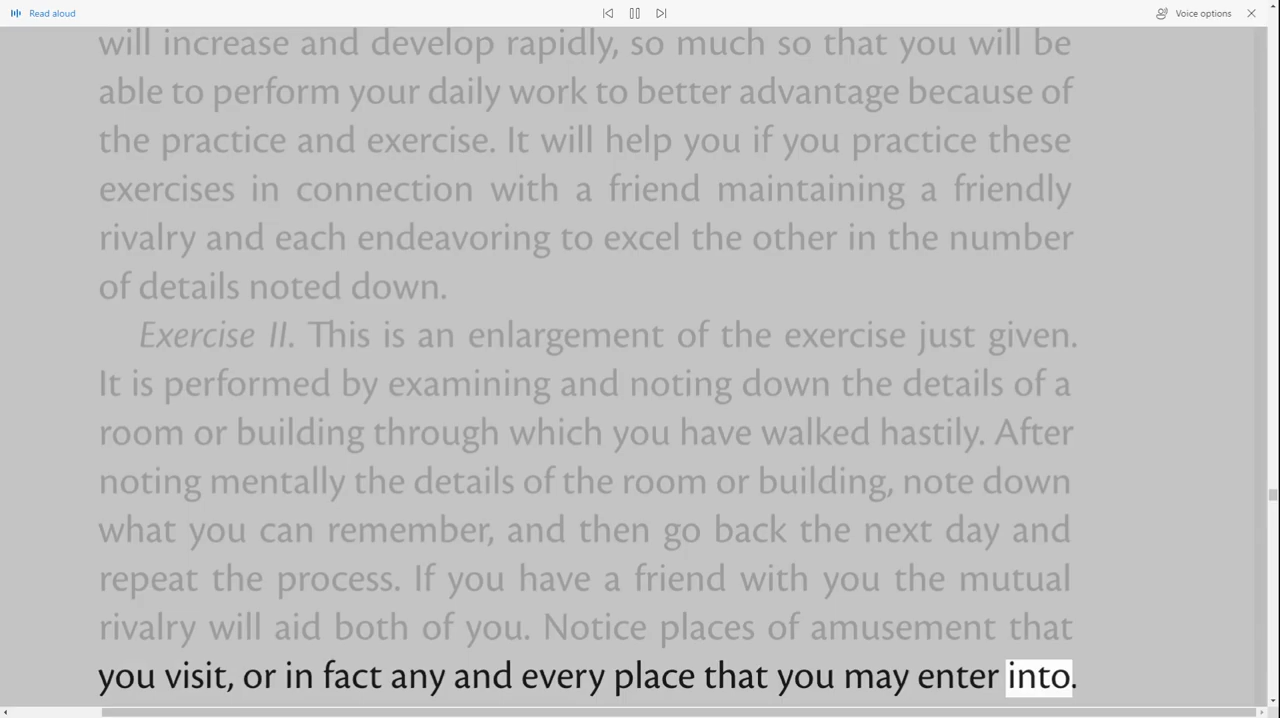 Read aloud
Voice options
will increase and develop rapidly, so much so that you will be
able to perform your daily work to better advantage because of
the practice and exercise. It will help you if you practice these
exercises in connection with a friend maintaining a friendly
rivalry and each endeavoring to excel the other in the number
of details noted down.
Exercise II. This is an enlargement of the exercise just given.
It is performed by examining and noting down the details of a
room or building through which you have walked hastily. After
noting mentally the details of the room or building, note down
what you can remember, and then go back the next day and
repeat the process. If you have a friend with you the mutual
rivalry will aid both of you. Notice places of amusement that
you visit, or in fact any and every place that you may enter into.